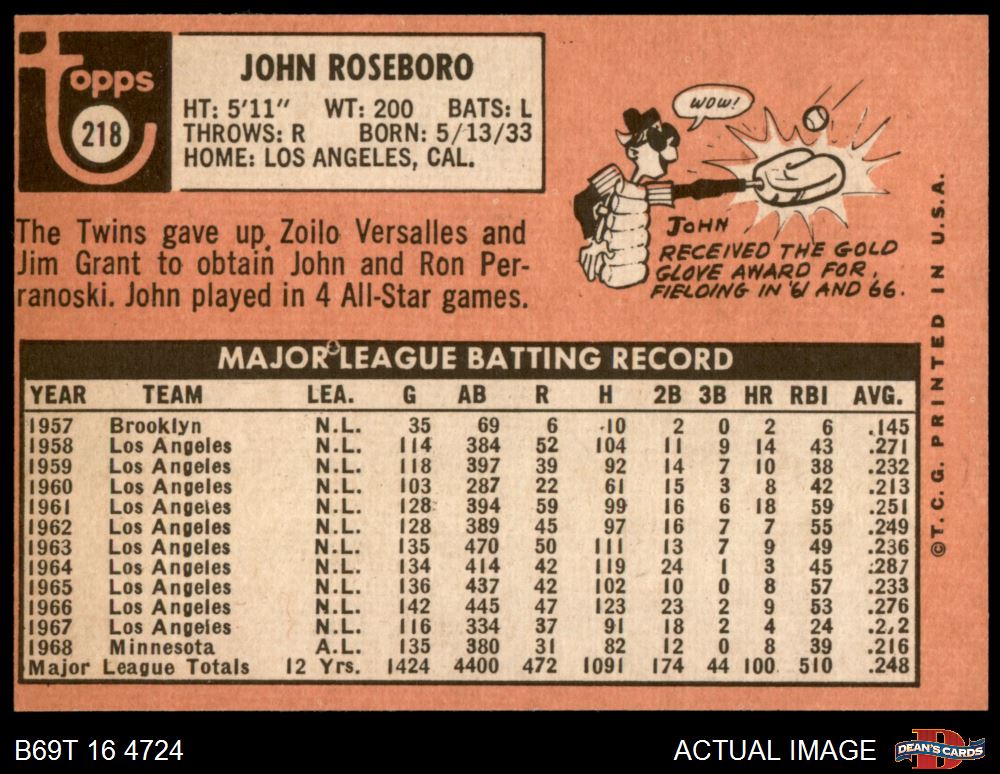 topps
218
JOHN ROSEBORO
HT: 5'11" WT: 200 BATS: L
THROWS: R BORN: 5/13/33
HOME: LOS ANGELES, CAL.
WOW!
JOHN
RECEIVED THE GOLD
GLOVE AWARD FOR
FIELDING IN '61 AND '66.
The Twins gave up Zoilo Versalles and
Jim Grant to obtain John and Ron Per-
ranoski. John played in 4 All-Star games.
MAJOR LEAGUE BATTING RECORD
YEAR TEAM LEA. G AB R H 2B 3B HR RBI AVG.
1957 Brooklyn N.L. 35 69 6 10 2 0 2 6 .145
1958 Los Angeles N.L. 114 384 52 104 11 9 14 43 .271
1959 Los Angeles N.L. 118 397 39 92 14 7 10 38 .232
1960 Los Angeles N.L. 103 287 22 61 15 3 8 42 .213
1961 Los Angeles N.L. 128 394 59 99 16 6 18 59 .251
1962 Los Angeles N.L. 128 389 45 97 16 7 7 55 .249
1963 Los Angeles N.L. 135 470 50 111 13 7 9 49 .236
1964 Los Angeles N.L. 134 414 42 119 24 1 3 45 .287
1965 Los Angeles N.L. 136 437 42 102 10 0 8 57 .233
1966 Los Angeles N.L. 142 445 47 123 23 2 9 53 .276
1967 Los Angeles N.L. 116 334 37 91 18 2 4 24
1968 Minnesota A.L. 135 380 31 82 12 0 8 39 .216
Major League Totals 12 Yrs. 1424 4400 472 1091 174 44 100 510 .248
©T.C.G. PRINTED IN U.S.A.
B69T 16 4724
ACTUAL IMAGE
D
DEAN'S CARDS